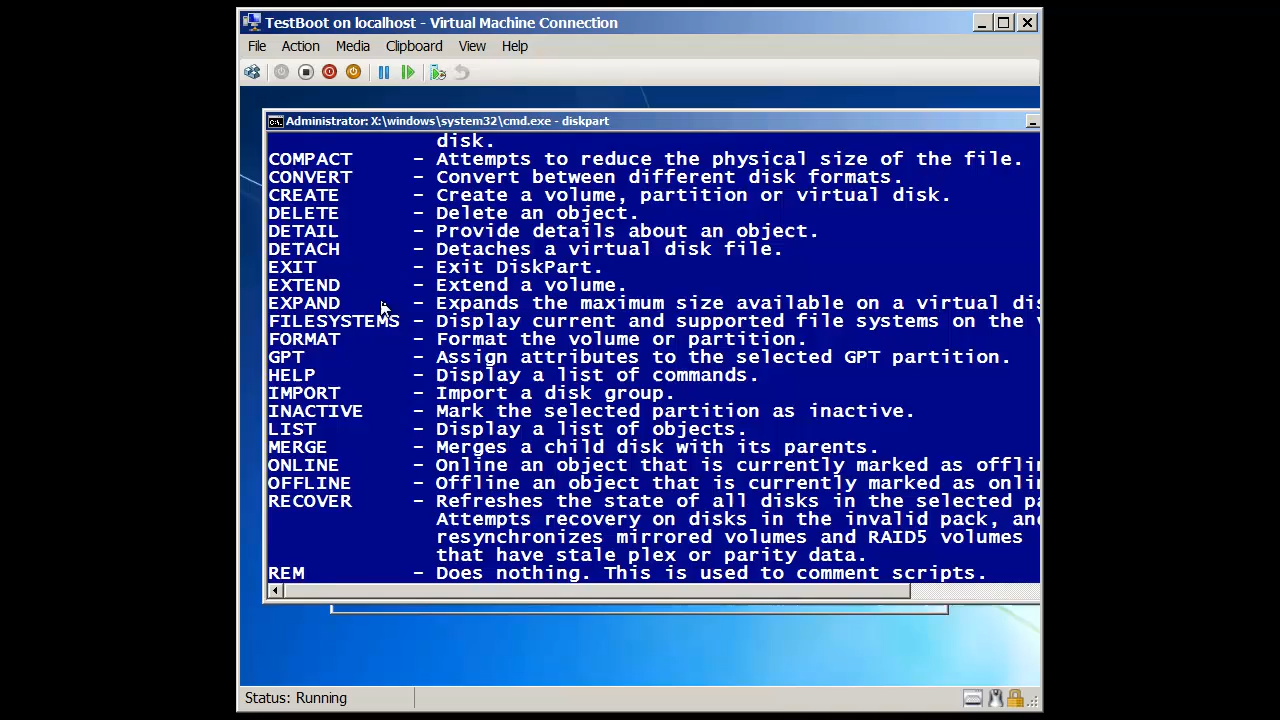 TestBoot on localhost - Virtual Machine Connection
File Action Media Clipboard View Help
Administrator: X:\windows\system32\cmd.exe - diskpart
disk.
COMPACT - Attempts to reduce the physical size of the file.
CONVERT - Convert between different disk formats.
CREATE - Create a volume, partition or virtual disk.
DELETE - Delete an object.
DETAIL - Provide details about an object.
DETACH - Detaches a virtual disk file.
EXIT - Exit DiskPart.
EXTEND - Extend a volume.
EXPAND - Expands the maximum size available on a virtual dis
FILESYSTEMS - Display current and supported file systems on the v
FORMAT - Format the volume or partition.
GPT - Assign attributes to the selected GPT partition.
HELP - Display a list of commands.
IMPORT - Import a disk group.
INACTIVE - Mark the selected partition as inactive.
LIST - Display a list of objects.
MERGE - Merges a child disk with its parents.
ONLINE - Online an object that is currently marked as offlin
OFFLINE - Offline an object that is currently marked as onlin
RECOVER - Refreshes the state of all disks in the selected pa
Attempts recovery on disks in the invalid pack, and
resynchronizes mirrored volumes and RAID5 volumes
that have stale plex or parity data.
REM - Does nothing. This is used to comment scripts.
Status: Running